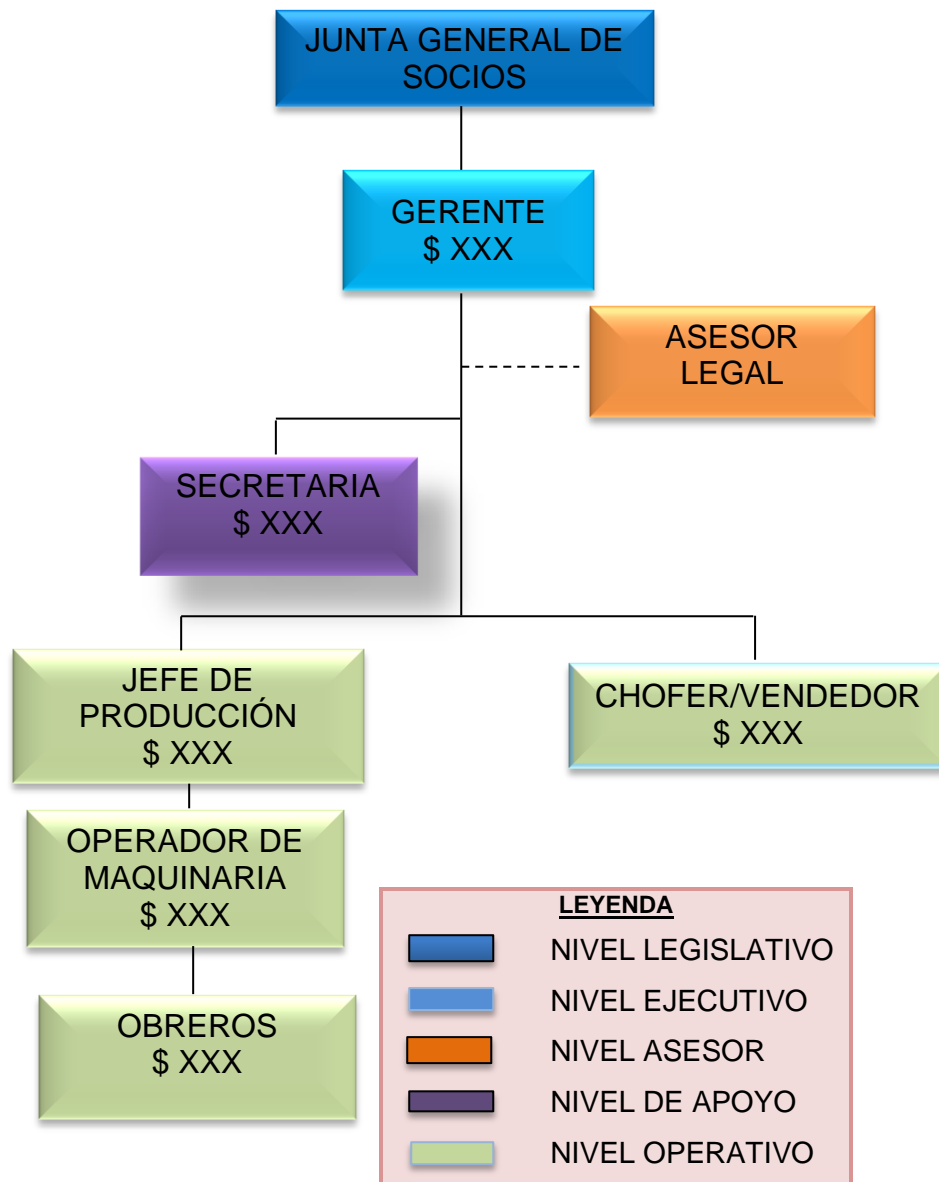 JUNTA GENERAL DE
SOCIOS
GERENTE
$ XXX
ASESOR
LEGAL
SECRETARIA
$ XXX
JEFE DE
PRODUCCIÓN
$ XXX
CHOFER/VENDEDOR
$ XXX
OPERADOR DE
MAQUINARIA
$ XXX
OBREROS
$ XXX
LEYENDA
NIVEL LEGISLATIVO
NIVEL EJECUTIVO
NIVEL ASESOR
NIVEL DE APOYO
NIVEL OPERATIVO